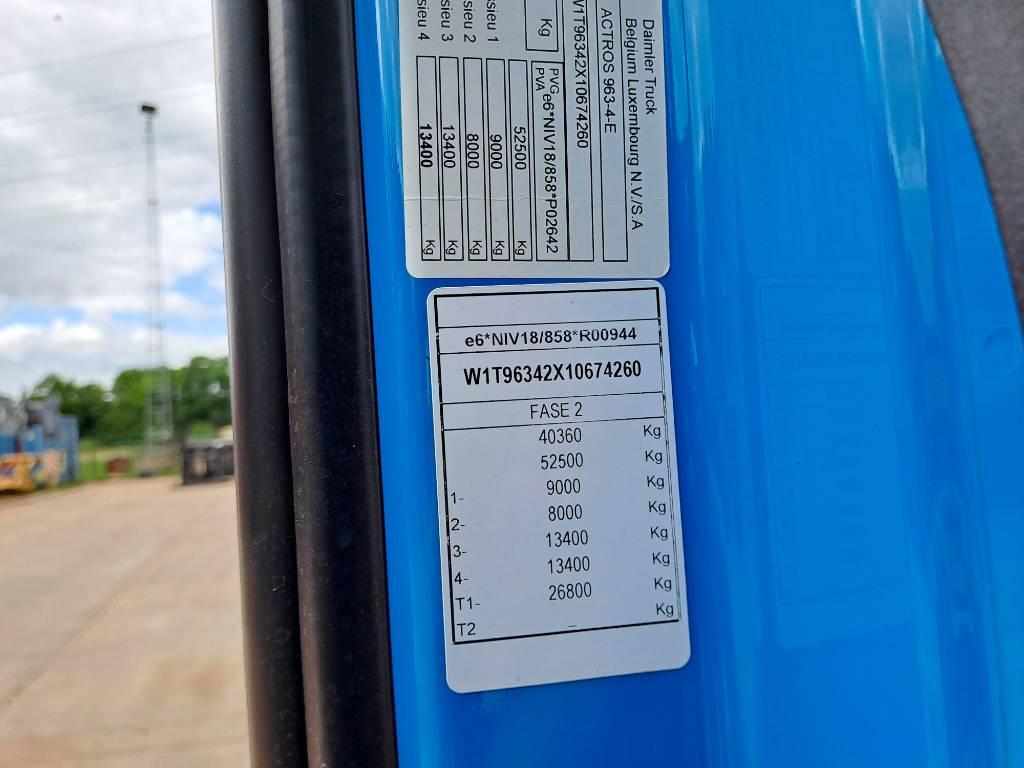 Daimler Truck
Belgium Luxembourg N.V./S.A
ACTROS 963-4-E
W1T96342X10674260
PVG
PVA e6*NIV18/858*P02642
Kg
52500 Kg
sieu 1 9000 Kg
sieu 2 8000 Kg
sieu 3 13400 Kg
sieu 4 13400 Kg
e6*NIV18/858*R00944
W1T96342X10674260
FASE 2
40360 Kg
52500 Kg
1- 9000 Kg
2- 8000 Kg
3- 13400 Kg
4- 13400 Kg
T1- 26800 Kg
T2 – Kg